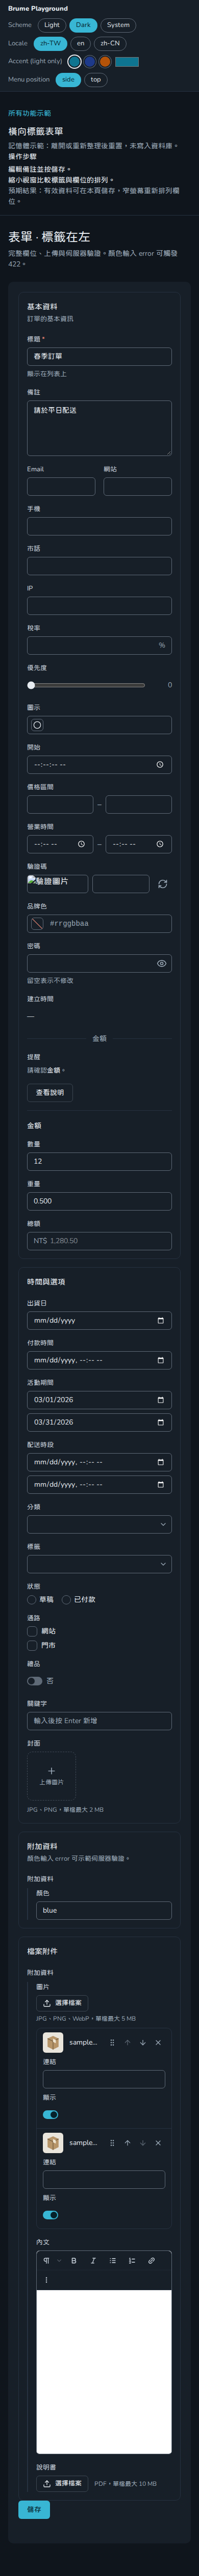 Brume Playground
Scheme Light Dark System
Locale zh-TW en zh-CN
Accent (light only)
Menu position side top
所有功能示範
橫向標籤表單
記憶體示範：離開或重新整理後重置，未寫入資料庫。
操作步驟
編輯備註並按儲存。
縮小視窗比較標籤與欄位的排列。
預期結果：有效資料可在本頁儲存，窄螢幕重新排列欄位。
表單 · 標籤在左
完整欄位、上傳與伺服器驗證。顏色輸入 error 可觸發 422。
基本資料
訂單的基本資訊
標題 *
春季訂單
顯示在列表上
備註
請於平日配送
Email 網站
手機
市話
IP
稅率
%
優先度
0
圖示
開始
--:--:-- --
價格區間
–
營業時間
--:-- -- – --:-- --
驗證碼
驗證圖片
品牌色
#rrggbbaa
密碼
留空表示不修改
建立時間
—
金額
提醒
請確認金額。
查看說明
金額
數量
12
重量
0.500
總額
NT$ 1,280.50
時間與選項
出貨日
mm/dd/yyyy
付款時間
mm/dd/yyyy, --:-- --
活動期間
03/01/2026
03/31/2026
配送時段
mm/dd/yyyy, --:-- --
mm/dd/yyyy, --:-- --
分類
標籤
狀態
草稿 已付款
通路
網站
門市
贈品
否
關鍵字
輸入後按 Enter 新增
封面
上傳圖片
JPG、PNG，單檔最大 2 MB
附加資料
顏色輸入 error 可示範伺服器驗證。
附加資料
顏色
blue
檔案附件
附加資料
圖片
選擇檔案
JPG、PNG、WebP，單檔最大 5 MB
sample...
連結
顯示
sample...
連結
顯示
內文
B I
說明書
選擇檔案 PDF，單檔最大 10 MB
儲存